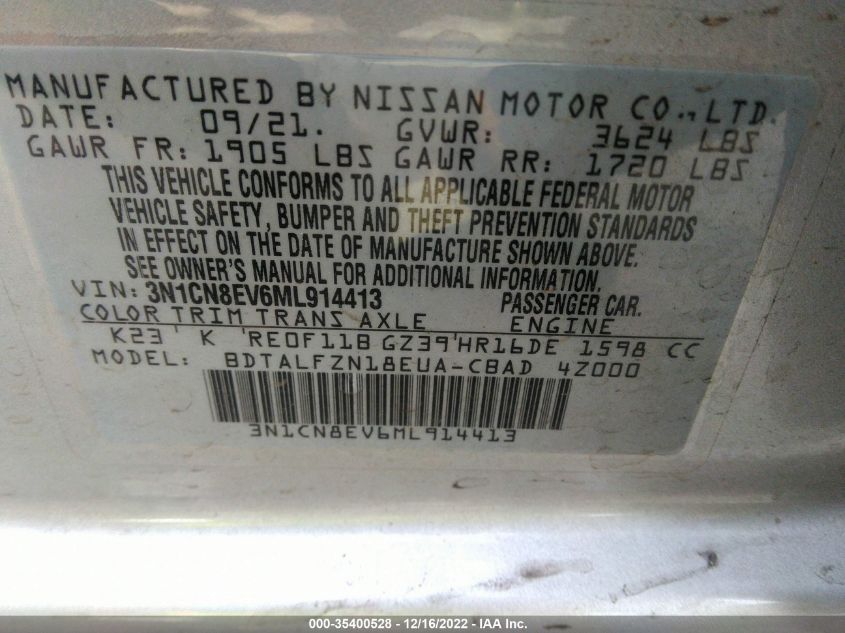 MANUFACTURED BY NISSAN MOTOR CO., LTD.
DATE: 09/21. GVWR: 3624 LBS
GAWR FR: 1905 LBS GAWR RR: 1720 LBS
THIS VEHICLE CONFORMS TO ALL APPLICABLE FEDERAL MOTOR
VEHICLE SAFETY, BUMPER AND THEFT PREVENTION STANDARDS
IN EFFECT ON THE DATE OF MANUFACTURE SHOWN ABOVE.
SEE OWNER'S MANUAL FOR ADDITIONAL INFORMATION.
VIN: 3N1CN8EV6ML914413 PASSENGER CAR.
COLOR TRIM TRANS AXLE ENGINE
K23 ' K 'RE0F11B GZ39'HR16DE 1598 CC
MODEL: BDTALFZN18EUA-CBAD 4Z000
3N1CN8EV6ML914413
000-35400528 - 12/16/2022 - IAA Inc.